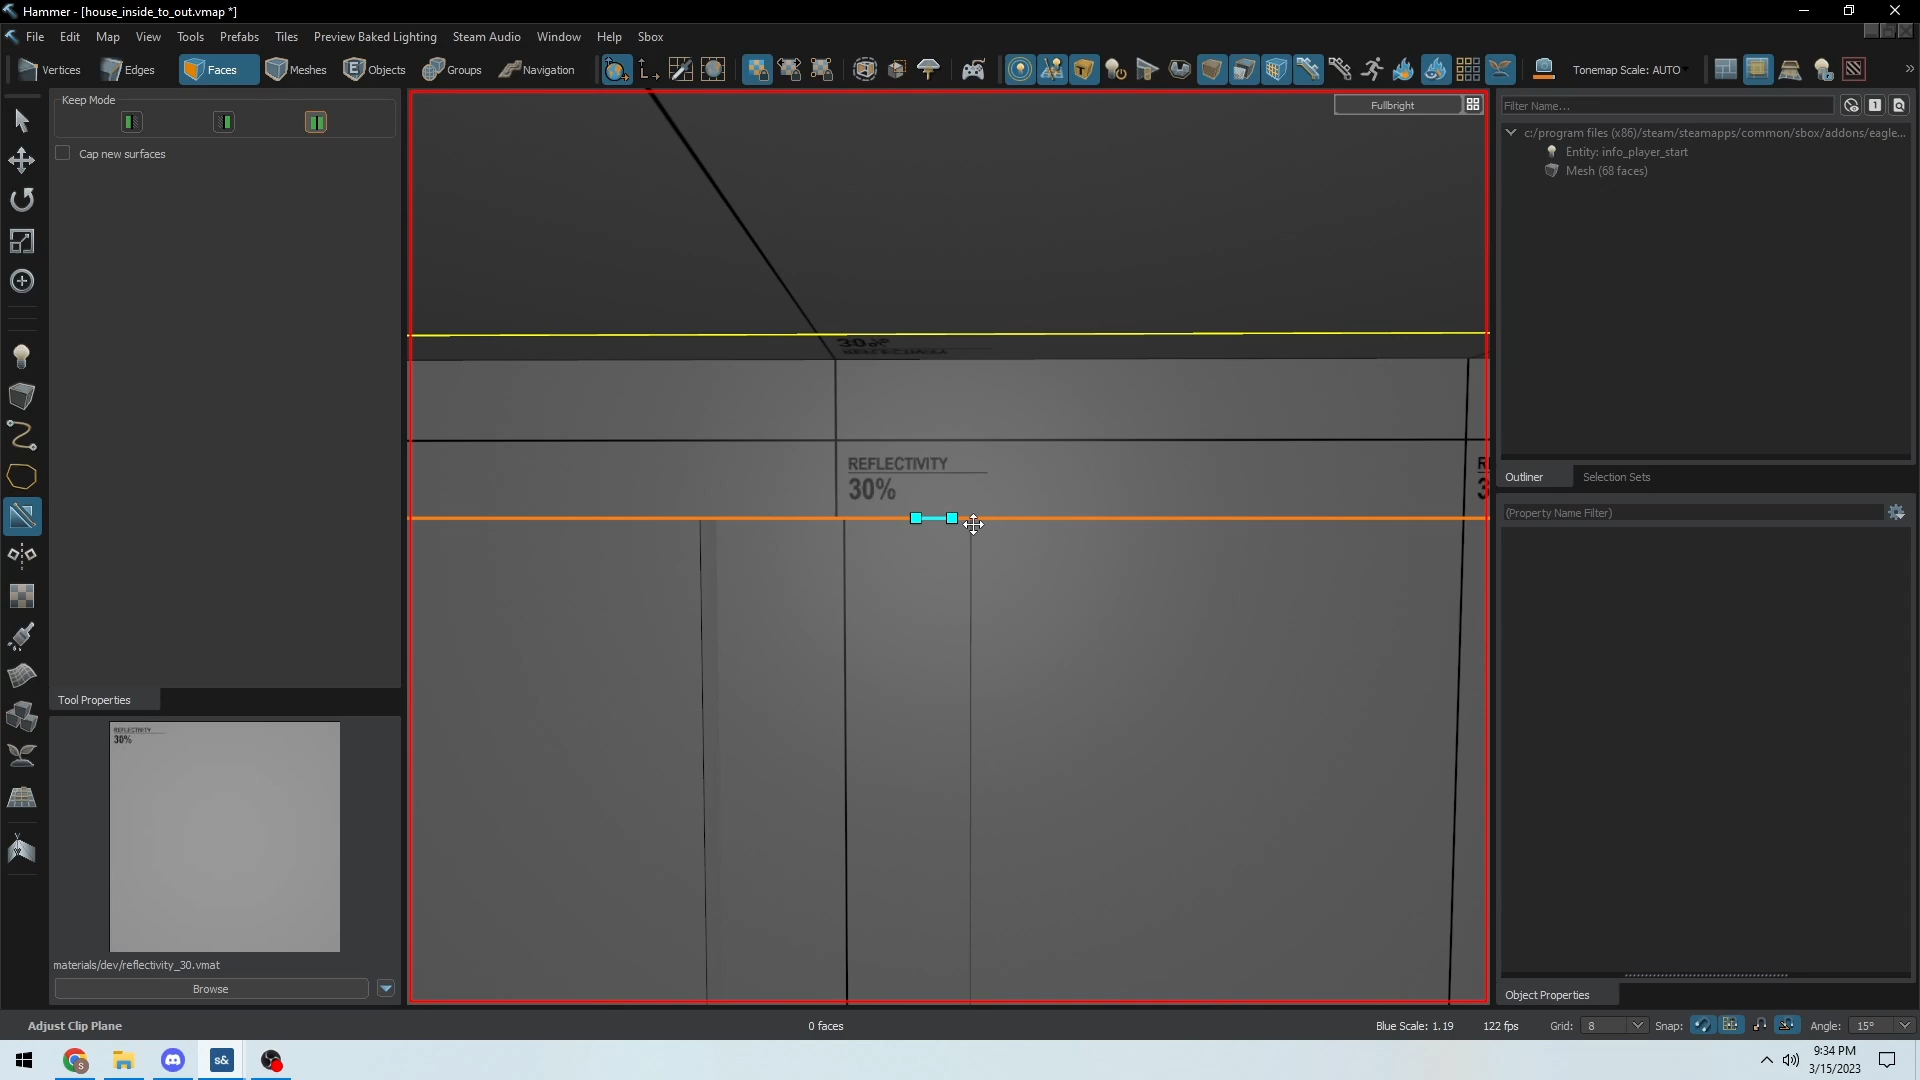 Hammer - [house_inside_to_out.vmap *]
File Edit Map View Tools Prefabs Tiles Preview Baked Lighting Steam Audio Window Help Sbox
Vertices Edges Faces Meshes Objects Groups Navigation Tonemap Scale: AUTO
Keep Mode
Cap new surfaces
Fullbright
Filter Name...
c:/program files (x86)/steam/steamapps/common/sbox/addons/eagle...
Entity: info_player_start
Mesh (68 faces)
30%
REFLECTIVITY
REFLECTIVITY
30%
Outliner Selection Sets
(Property Name Filter)
Tool Properties
REFLECTIVITY
30%
materials/dev/reflectivity_30.vmat
Browse
Object Properties
Adjust Clip Plane 0 faces Blue Scale: 1.19 122 fps Grid: 8 Snap: Angle: 15°
s&
9:34 PM
3/15/2023